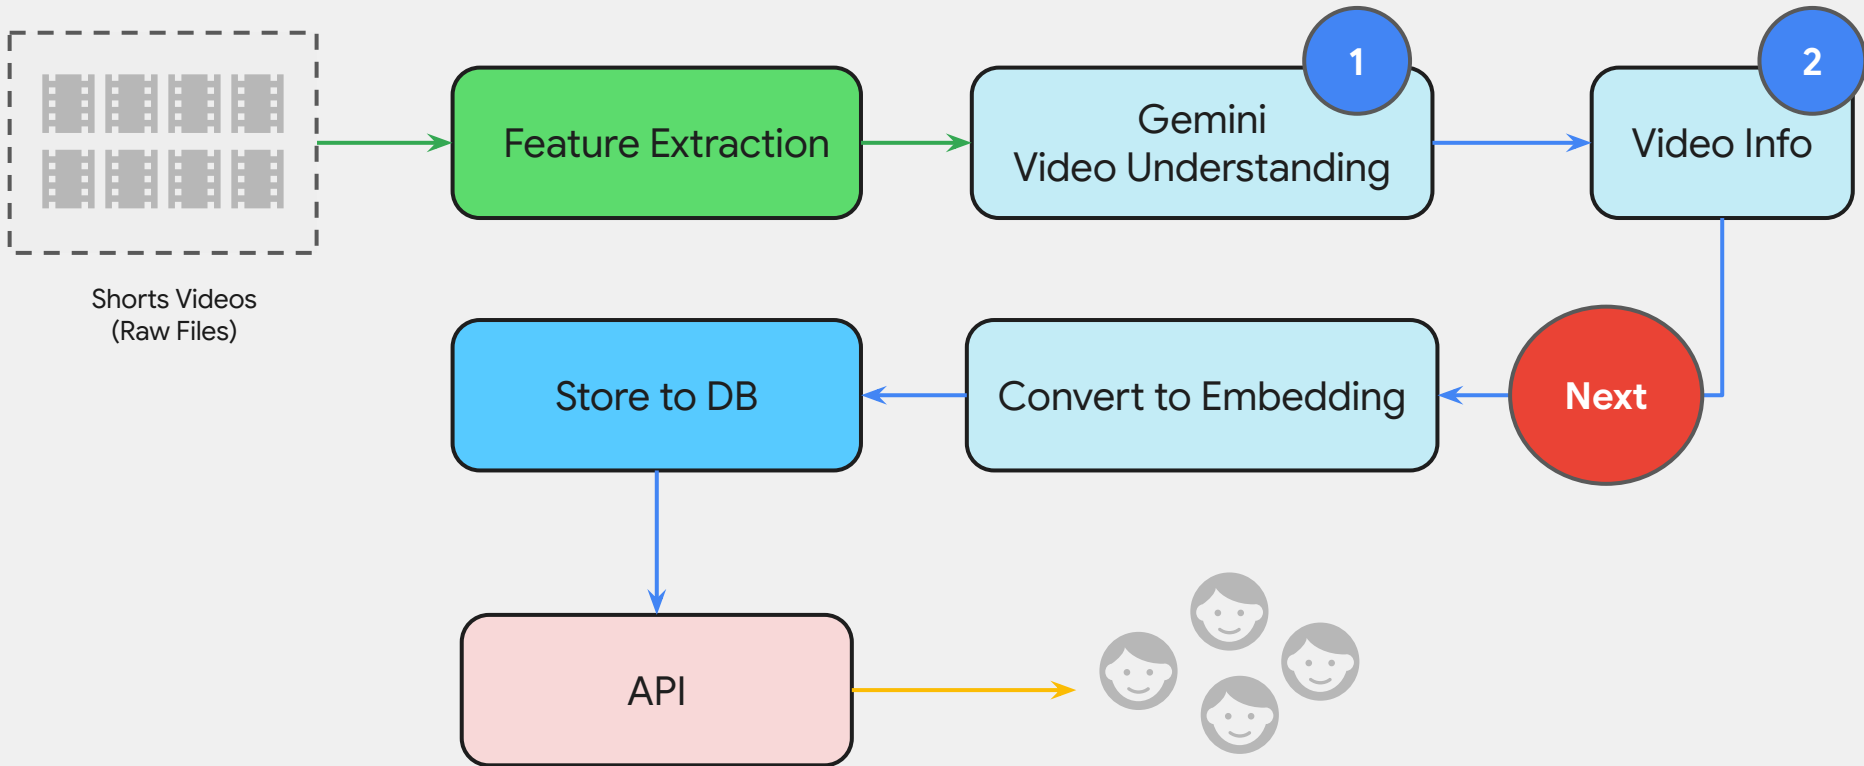 1
2
Feature Extraction
Gemini
Video Understanding
Video Info
Shorts Videos
(Raw Files)
Store to DB
Convert to Embedding
Next
API